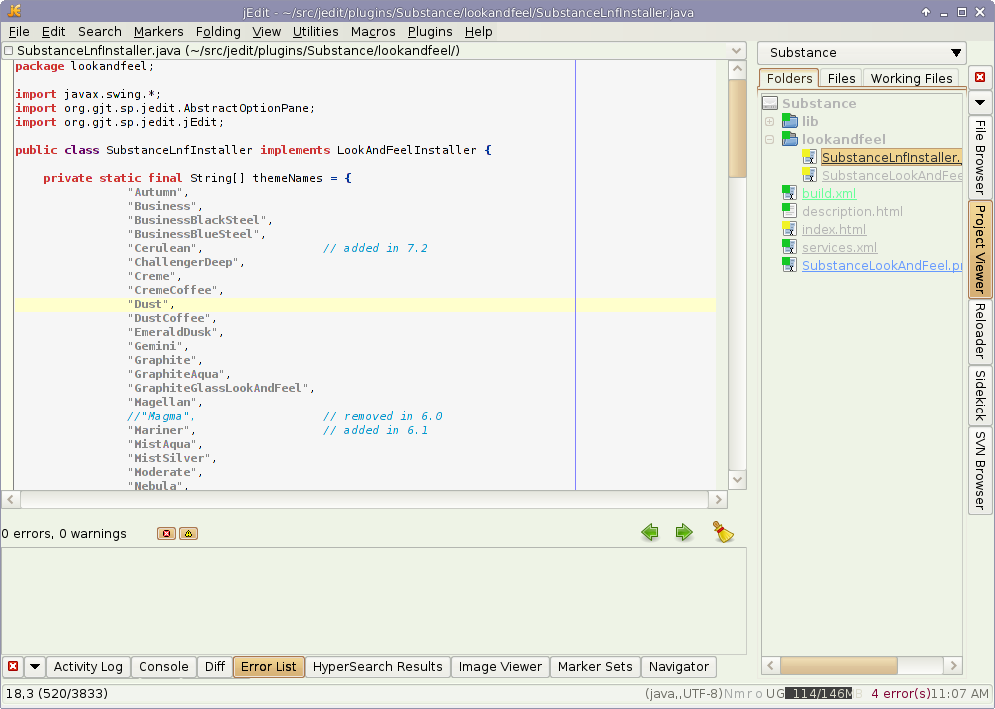 jEdit - ~/src/jedit/plugins/Substance/lookandfeel/SubstanceLnfInstaller.java
File Edit Search Markers Folding View Utilities Macros Plugins Help
SubstanceLnfInstaller.java (~/src/jedit/plugins/Substance/lookandfeel/)
package lookandfeel;
import javax.swing.*;
import org.gjt.sp.jedit.AbstractOptionPane;
import org.gjt.sp.jedit.jEdit;
public class SubstanceLnfInstaller implements LookAndFeelInstaller {
private static final String[] themeNames = {
"Autumn",
"Business",
"BusinessBlackSteel",
"BusinessBlueSteel",
"Cerulean", // added in 7.2
"ChallengerDeep",
"Creme",
"CremeCoffee",
"Dust",
"DustCoffee",
"EmeraldDusk",
"Gemini",
"Graphite",
"GraphiteAqua",
"GraphiteGlassLookAndFeel",
"Magellan",
//"Magma", // removed in 6.0
"Mariner", // added in 6.1
"MistAqua",
"MistSilver",
"Moderate",
"Nebula",
0 errors, 0 warnings
Activity Log Console Diff Error List HyperSearch Results Image Viewer Marker Sets Navigator
Substance
Folders Files Working Files
Substance
lib
lookandfeel
SubstanceLnfInstaller.
SubstanceLookAndFee
build.xml
description.html
index.html
services.xml
SubstanceLookAndFeel.pr
File Browser
Project Viewer
Reloader
Sidekick
SVN Browser
18,3 (520/3833)
(java,,UTF-8)Nmro UG 114/146MB 4 error(s)11:07 AM